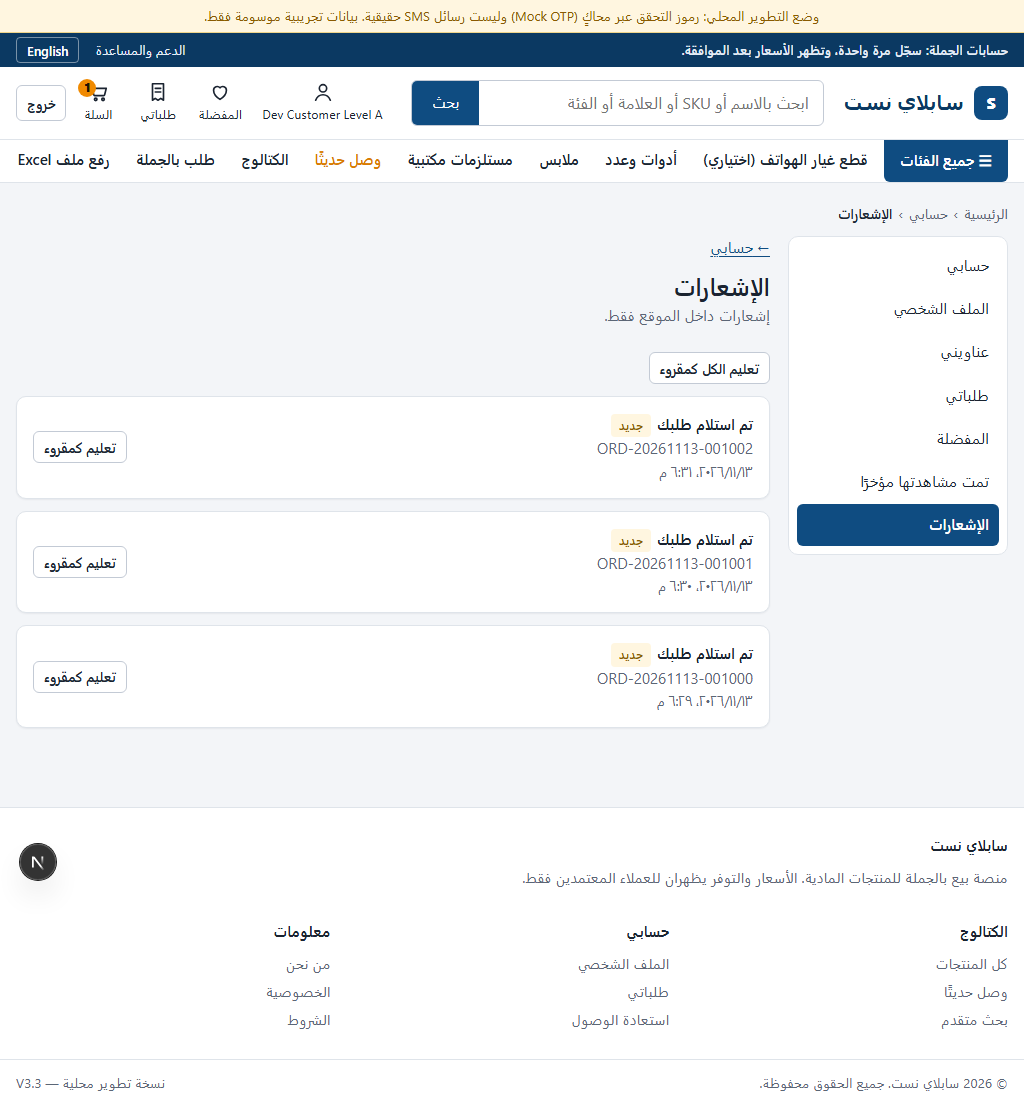 وضع التطوير المحلي: رموز التحقق عبر محاكٍ (Mock OTP) وليست رسائل SMS حقيقية. بيانات تجريبية موسومة فقط.
حسابات الجملة: سجّل مرة واحدة، وتظهر الأسعار بعد الموافقة.
الدعم والمساعدة
English
S
سابلاي نست
ابحث بالاسم أو SKU أو العلامة أو الفئة
بحث
Dev Customer Level A
المفضلة
طلباتي
1
السلة
خروج
☰ جميع الفئات
قطع غيار الهواتف (اختياري)
أدوات وعدد
ملابس
مستلزمات مكتبية
وصل حديثًا
الكتالوج
طلب بالجملة
رفع ملف Excel
الرئيسية › حسابي › الإشعارات
حسابي
الملف الشخصي
عناويني
طلباتي
المفضلة
تمت مشاهدتها مؤخرًا
الإشعارات
← حسابي
الإشعارات
إشعارات داخل الموقع فقط.
تعليم الكل كمقروء
تم استلام طلبك جديد
ORD-20261113-001002
١٣‏/١١‏/٢٠٢٦، ٦:٣١ م
تعليم كمقروء
تم استلام طلبك جديد
ORD-20261113-001001
١٣‏/١١‏/٢٠٢٦، ٦:٣٠ م
تعليم كمقروء
تم استلام طلبك جديد
ORD-20261113-001000
١٣‏/١١‏/٢٠٢٦، ٦:٢٩ م
تعليم كمقروء
سابلاي نست
منصة بيع بالجملة للمنتجات المادية. الأسعار والتوفر يظهران للعملاء المعتمدين فقط.
N
الكتالوج
كل المنتجات
وصل حديثًا
بحث متقدم
حسابي
الملف الشخصي
طلباتي
استعادة الوصول
معلومات
من نحن
الخصوصية
الشروط
© 2026 سابلاي نست. جميع الحقوق محفوظة.
نسخة تطوير محلية — V3.3